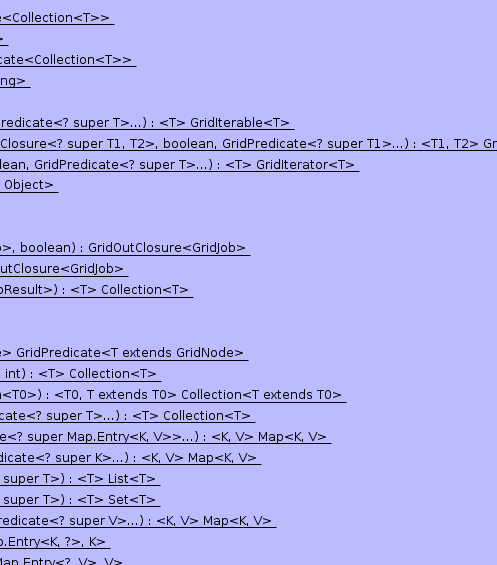 e<Collection<T>>
>
cate<Collection<T>>
ng>
redicate<? super T>...) : <T> GridIterable<T>
Closure<? super T1, T2>, boolean, GridPredicate<? super T1>...) : <T1, T2> Gr
lean, GridPredicate<? super T>...) : <T> GridIterator<T>
Object>
b>, boolean) : GridOutClosure<GridJob>
utClosure<GridJob>
bResult>) : <T> Collection<T>
e> GridPredicate<T extends GridNode>
int) : <T> Collection<T>
n<T0>) : <T0, T extends T0> Collection<T extends T0>
cate<? super T>...) : <T> Collection<T>
e<? super Map.Entry<K, V>>...) : <K, V> Map<K, V>
dicate<? super K>...) : <K, V> Map<K, V>
super T>) : <T> List<T>
super T>) : <T> Set<T>
redicate<? super V>...) : <K, V> Map<K, V>
p.Entry<K, ?>, K>
Map.Entry<?, V>, V>